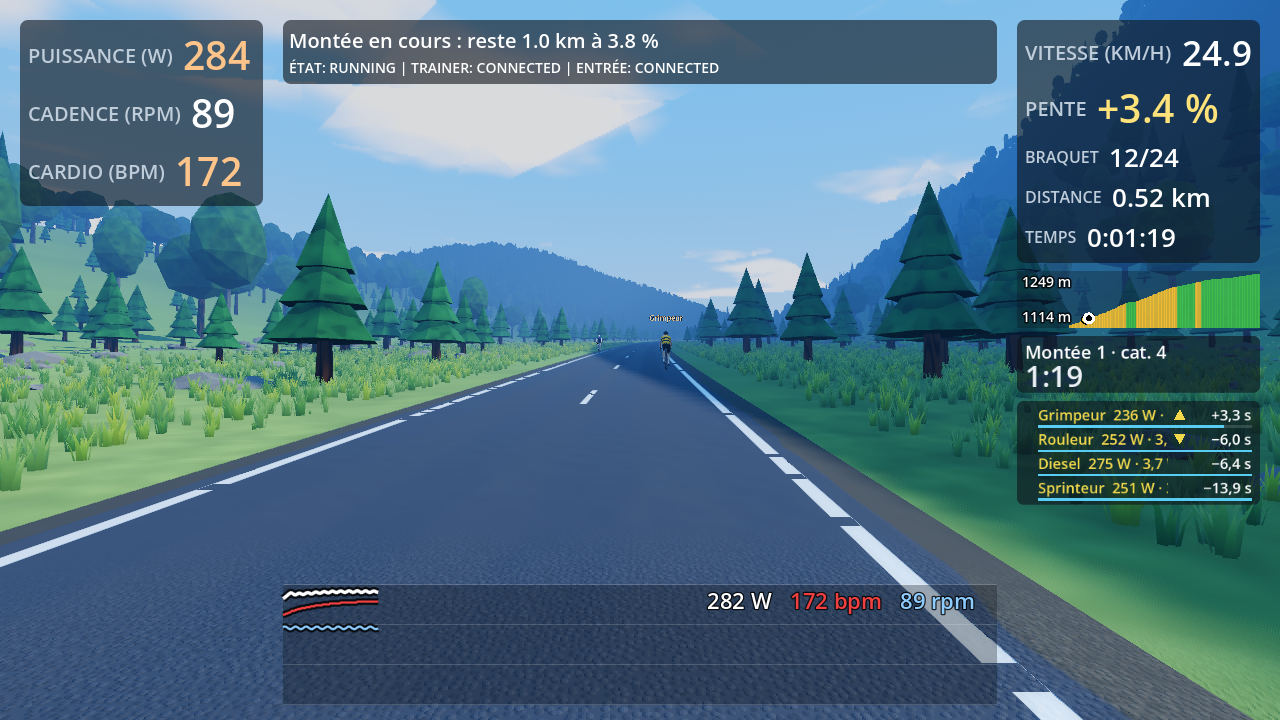 PUISSANCE (W) 284
CADENCE (RPM) 89
CARDIO (BPM) 172
Montée en cours : reste 1.0 km à 3.8 %
ÉTAT: RUNNING | TRAINER: CONNECTED | ENTRÉE: CONNECTED
VITESSE (KM/H) 24.9
PENTE +3.4 %
BRAQUET 12/24
DISTANCE 0.52 km
TEMPS 0:01:19
1249 m
1114 m
Montée 1 · cat. 4
1:19
Grimpeur 236 W · ▲ +3,3 s
Rouleur 252 W · 3, ▼ −6,0 s
Diesel 275 W · 3,7 −6,4 s
Sprinteur 251 W · −13,9 s
Grimpeur
282 W 172 bpm 89 rpm